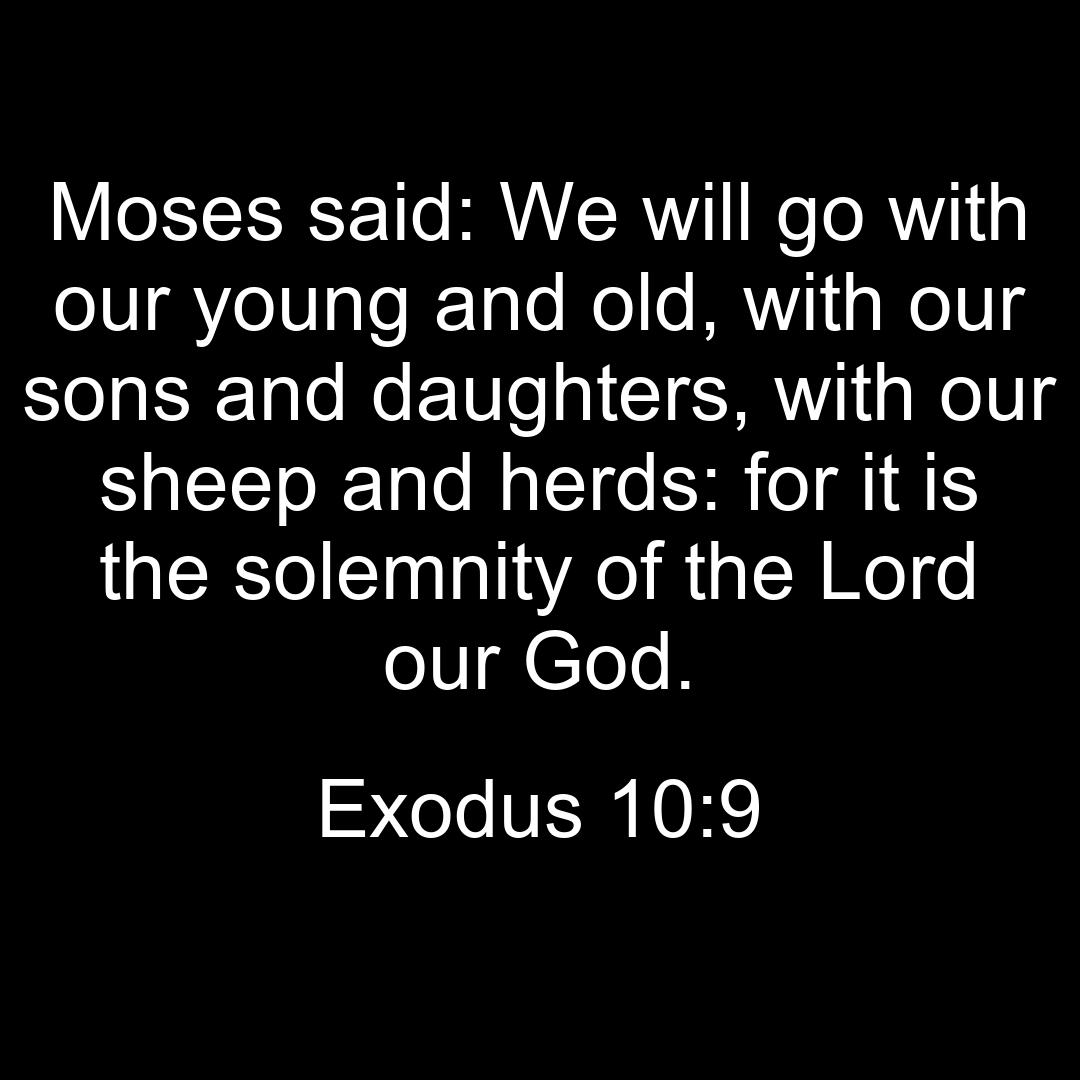 Moses said: We will go with
our young and old, with our
sons and daughters, with our
sheep and herds: for it is
the solemnity of the Lord
our God.
Exodus 10:9